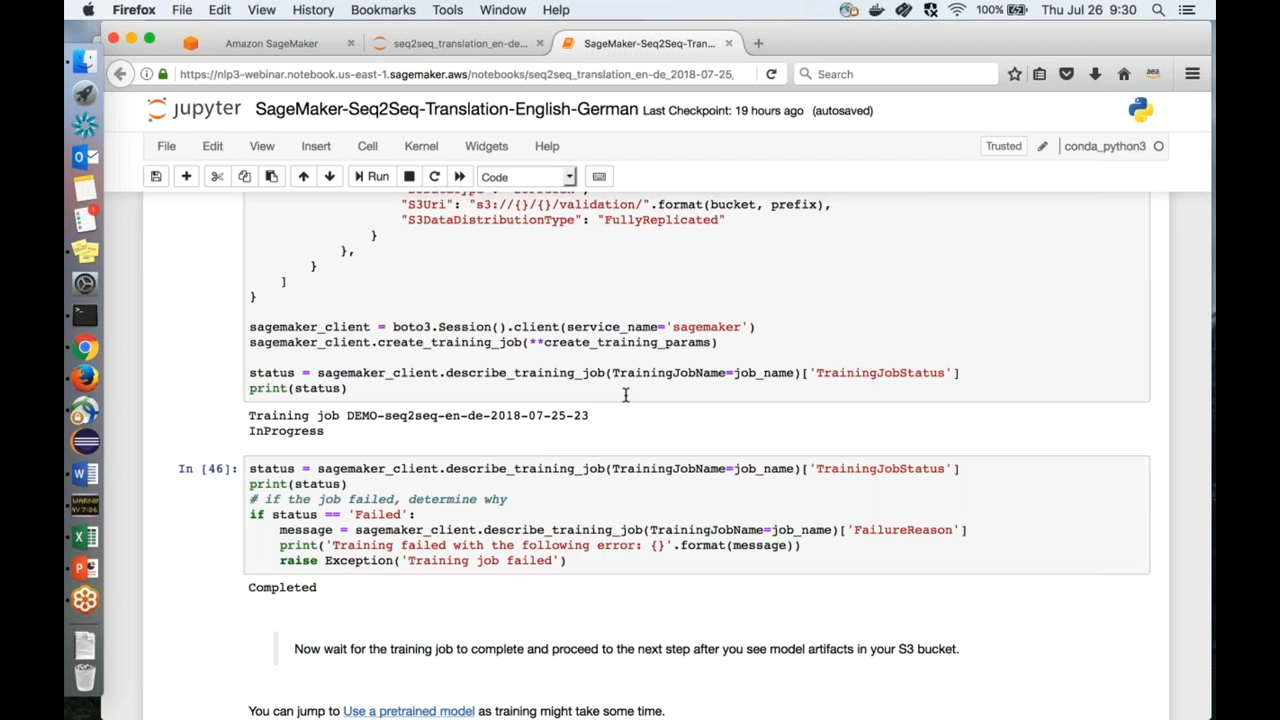 Firefox File Edit View History Bookmarks Tools Window Help 100% Thu Jul 26 9:30
Amazon SageMaker × seq2seq_translation_en-de... × SageMaker-Seq2Seq-Tran... ×
https://nlp3-webinar.notebook.us-east-1.sagemaker.aws/notebooks/seq2seq_translation_en-de_2018-07-25, Search aea
jupyter SageMaker-Seq2Seq-Translation-English-German Last Checkpoint: 19 hours ago (autosaved)
File Edit View Insert Cell Kernel Widgets Help Trusted conda_python3
Run Code
"S3Uri": "s3://{}/{}/validation/".format(bucket, prefix),
"S3DataDistributionType": "FullyReplicated"
}
},
}
]
}
sagemaker_client = boto3.Session().client(service_name='sagemaker')
sagemaker_client.create_training_job(**create_training_params)
status = sagemaker_client.describe_training_job(TrainingJobName=job_name)['TrainingJobStatus']
print(status)
Training job DEMO-seq2seq-en-de-2018-07-25-23
InProgress
In [46]: status = sagemaker_client.describe_training_job(TrainingJobName=job_name)['TrainingJobStatus']
print(status)
# if the job failed, determine why
if status == 'Failed':
message = sagemaker_client.describe_training_job(TrainingJobName=job_name)['FailureReason']
print('Training failed with the following error: {}'.format(message))
raise Exception('Training job failed')
Completed
Now wait for the training job to complete and proceed to the next step after you see model artifacts in your S3 bucket.
You can jump to Use a pretrained model as training might take some time.